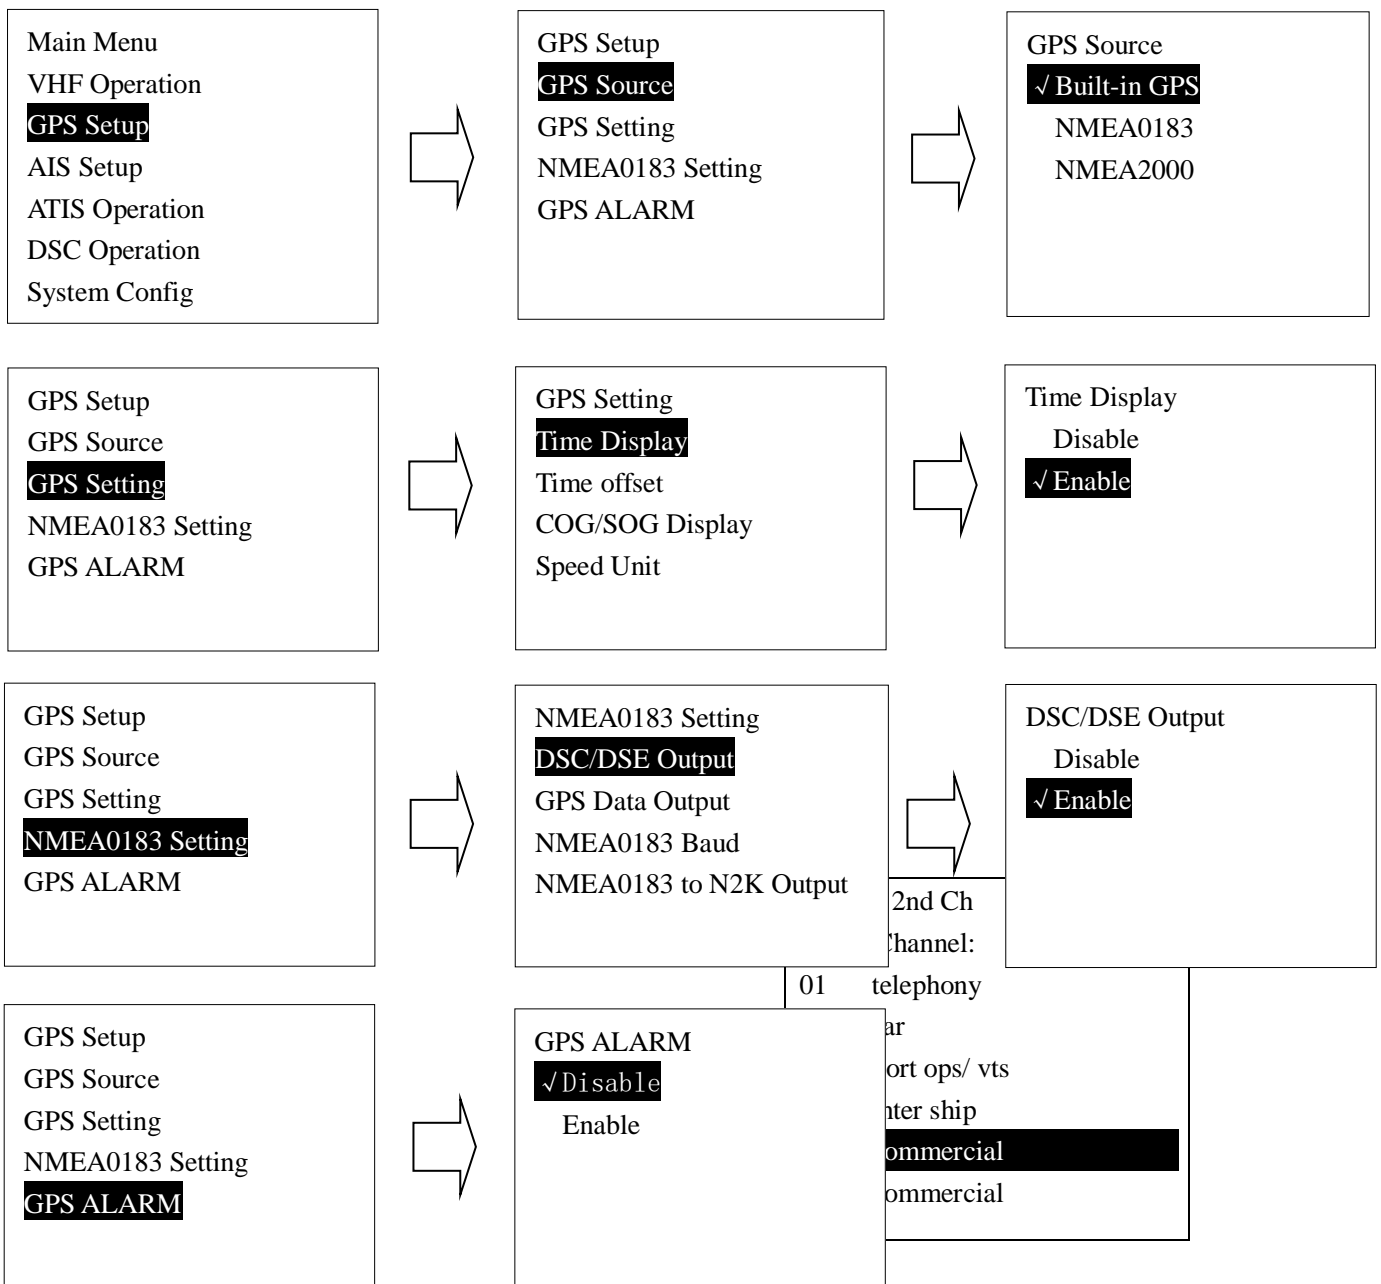 Main Menu
VHF Operation
GPS Setup
AIS Setup
ATIS Operation
DSC Operation
System Config
GPS Setup
GPS Source
GPS Setting
NMEA0183 Setting
GPS ALARM
GPS Source
√ Built-in GPS
NMEA0183
NMEA2000
GPS Setup
GPS Source
GPS Setting
NMEA0183 Setting
GPS ALARM
GPS Setting
Time Display
Time offset
COG/SOG Display
Speed Unit
Time Display
Disable
√ Enable
GPS Setup
GPS Source
GPS Setting
NMEA0183 Setting
GPS ALARM
NMEA0183 Setting
DSC/DSE Output
GPS Data Output
NMEA0183 Baud
NMEA0183 to N2K Output
DSC/DSE Output
Disable
√ Enable
2nd Ch
01 telephony
ops/ vts
ship
GPS Setup
GPS Source
GPS Setting
NMEA0183 Setting
GPS ALARM
GPS ALARM
√Disable
Enable